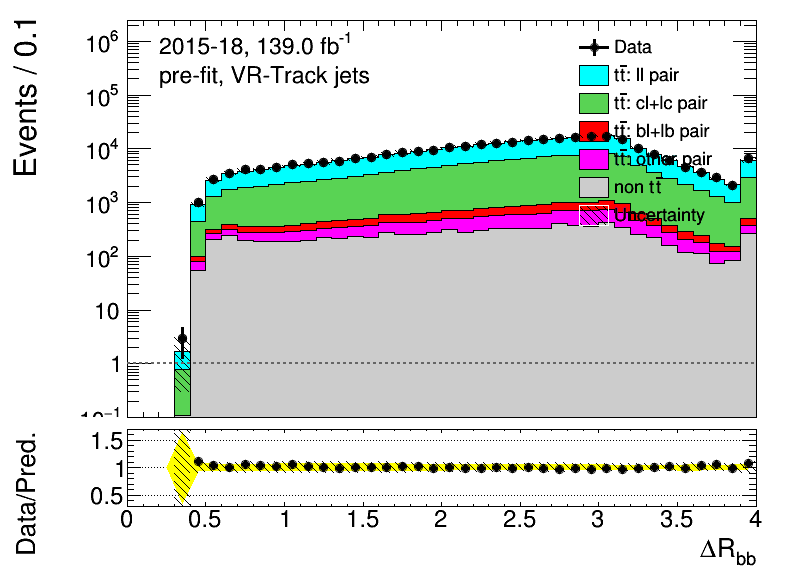 Events / 0.1
10⁶
10⁵
10⁴
10³
10²
10
1
10⁻¹
2015-18, 139.0 fb⁻¹
pre-fit, VR-Track jets
Data
tt̄: ll pair
tt̄: cl+lc pair
tt̄: bl+lb pair
tt̄: other pair
non tt̄
Uncertainty
Data/Pred.
1.5
1
0.5
0 0.5 1 1.5 2 2.5 3 3.5 4
ΔR_bb